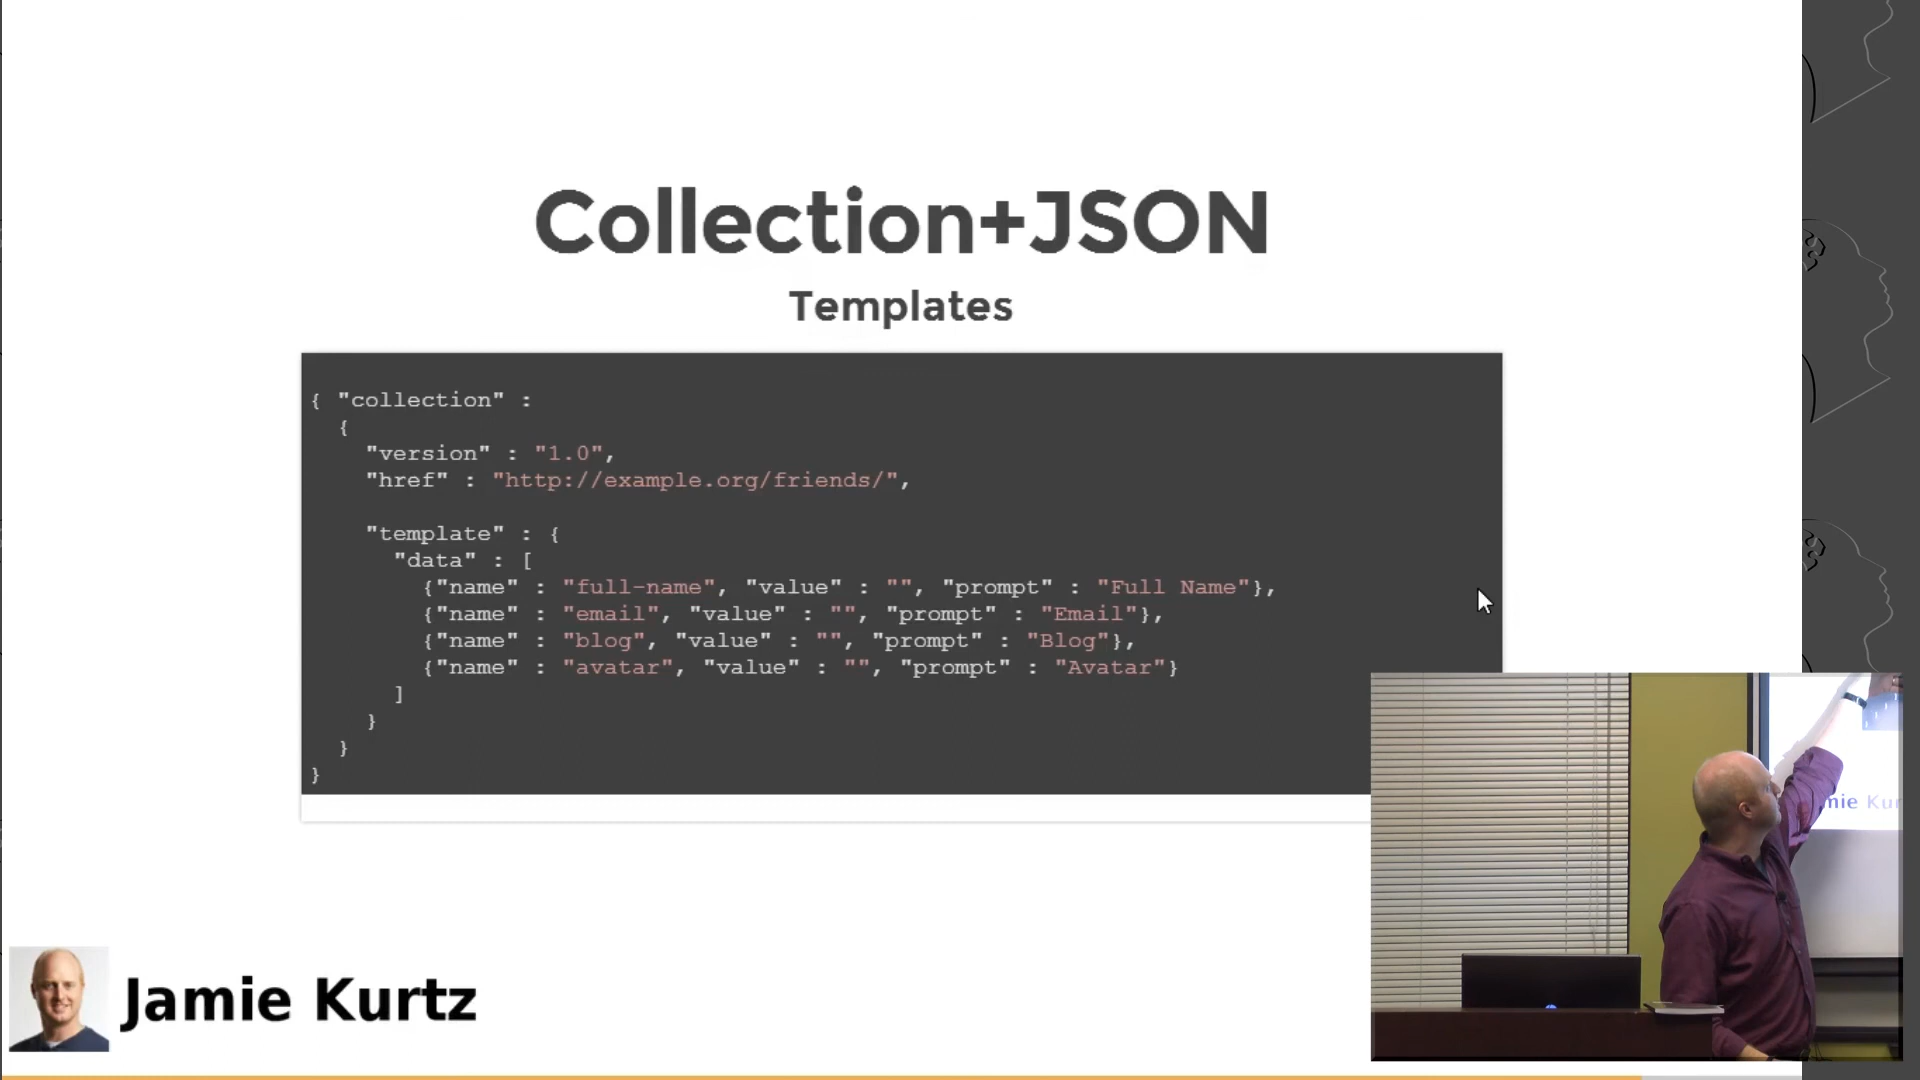 Collection+JSON
Templates
{ "collection" :
  {
    "version" : "1.0",
    "href" : "http://example.org/friends/",
    "template" : {
      "data" : [
        {"name" : "full-name", "value" : "", "prompt" : "Full Name"},
        {"name" : "email", "value" : "", "prompt" : "Email"},
        {"name" : "blog", "value" : "", "prompt" : "Blog"},
        {"name" : "avatar", "value" : "", "prompt" : "Avatar"}
      ]
    }
  }
}
mie Kur
Jamie Kurtz